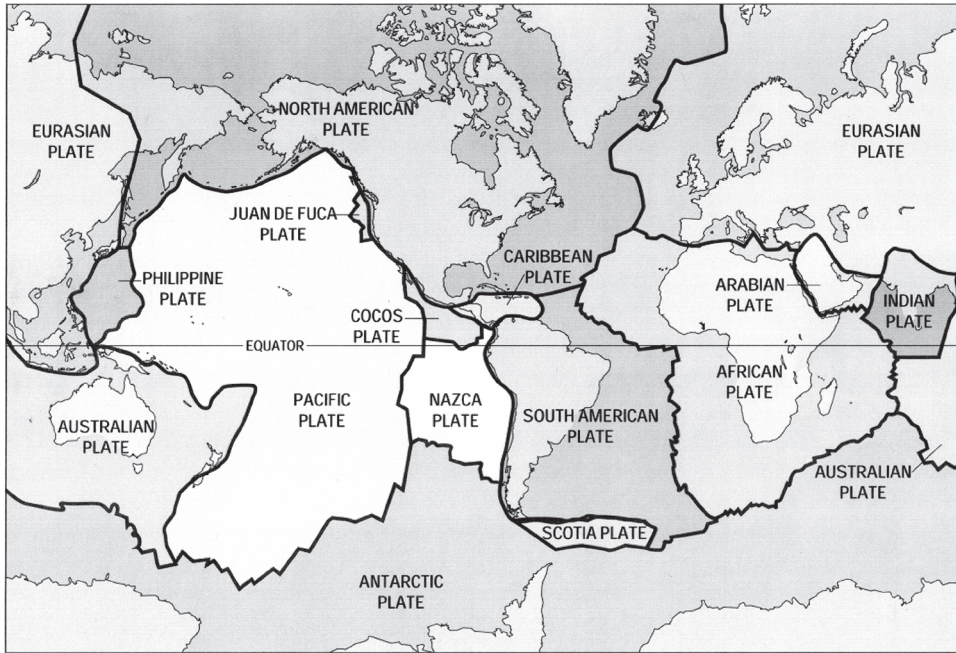 NORTH AMERICAN
PLATE
EURASIAN
PLATE
EURASIAN
PLATE
JUAN DE FUCA
PLATE
CARIBBEAN
PLATE
PHILIPPINE
PLATE
ARABIAN
PLATE
INDIAN
PLATE
COCOS
PLATE
EQUATOR
AFRICAN
PLATE
PACIFIC
PLATE
NAZCA
PLATE
SOUTH AMERICAN
PLATE
AUSTRALIAN
PLATE
AUSTRALIAN
PLATE
SCOTIA PLATE
ANTARCTIC
PLATE